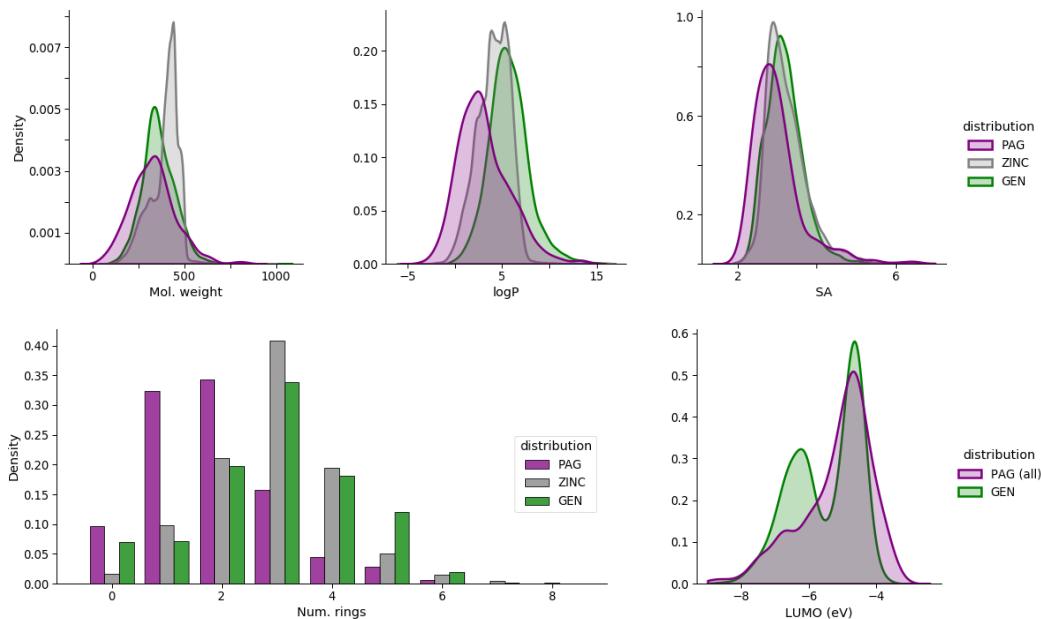 0.007
0.005
0.003
0.001
Density
0 500 1000
Mol. weight
0.20
0.15
0.10
0.05
0.00
−5 5 15
logP
1.0
0.6
0.2
2 6
SA
distribution
PAG
ZINC
GEN
0.40
0.35
0.30
0.25
0.20
0.15
0.10
0.05
0.00
Density
0 2 4 6 8
Num. rings
distribution
PAG
ZINC
GEN
0.6
0.5
0.4
0.3
0.2
0.1
0.0
−8 −6 −4
LUMO (eV)
distribution
PAG (all)
GEN